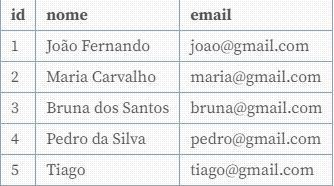 id nome email
1 João Fernando joao@gmail.com
2 Maria Carvalho maria@gmail.com
3 Bruna dos Santos bruna@gmail.com
4 Pedro da Silva pedro@gmail.com
5 Tiago tiago@gmail.com